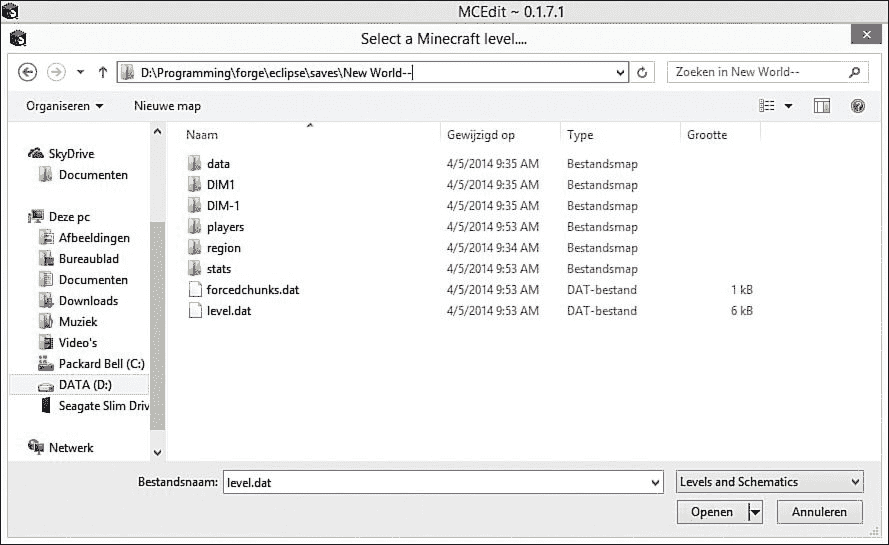 MCEdit ~ 0.1.7.1
Select a Minecraft level....
D:\Programming\forge\eclipse\saves\New World--
Zoeken in New World--
Organiseren
Nieuwe map
Naam Gewijzigd op Type Grootte
SkyDrive
Documenten
Deze pc
Afbeeldingen
Bureaublad
Documenten
Downloads
Muziek
Video's
Packard Bell (C:)
DATA (D:)
Seagate Slim Driv
Netwerk
data 4/5/2014 9:35 AM Bestandsmap
DIM1 4/5/2014 9:35 AM Bestandsmap
DIM-1 4/5/2014 9:35 AM Bestandsmap
players 4/5/2014 9:53 AM Bestandsmap
region 4/5/2014 9:34 AM Bestandsmap
stats 4/5/2014 9:53 AM Bestandsmap
forcedchunks.dat 4/5/2014 9:53 AM DAT-bestand 1 kB
level.dat 4/5/2014 9:53 AM DAT-bestand 6 kB
Bestandsnaam: level.dat
Levels and Schematics
Openen
Annuleren